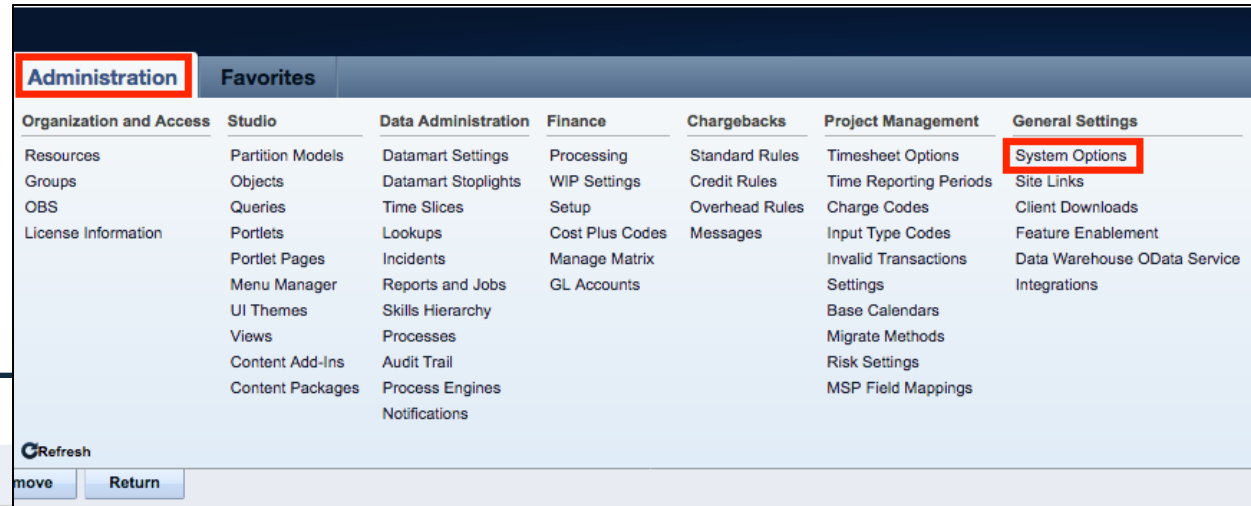 Administration
Favorites
Organization and Access
Resources
Groups
OBS
License Information
Studio
Partition Models
Objects
Queries
Portlets
Portlet Pages
Menu Manager
UI Themes
Views
Content Add-Ins
Content Packages
Data Administration
Datamart Settings
Datamart Stoplights
Time Slices
Lookups
Incidents
Reports and Jobs
Skills Hierarchy
Processes
Audit Trail
Process Engines
Notifications
Finance
Processing
WIP Settings
Setup
Cost Plus Codes
Manage Matrix
GL Accounts
Chargebacks
Standard Rules
Credit Rules
Overhead Rules
Messages
Project Management
Timesheet Options
Time Reporting Periods
Charge Codes
Input Type Codes
Invalid Transactions
Settings
Base Calendars
Migrate Methods
Risk Settings
MSP Field Mappings
General Settings
System Options
Site Links
Client Downloads
Feature Enablement
Data Warehouse OData Service
Integrations
Refresh
move
Return